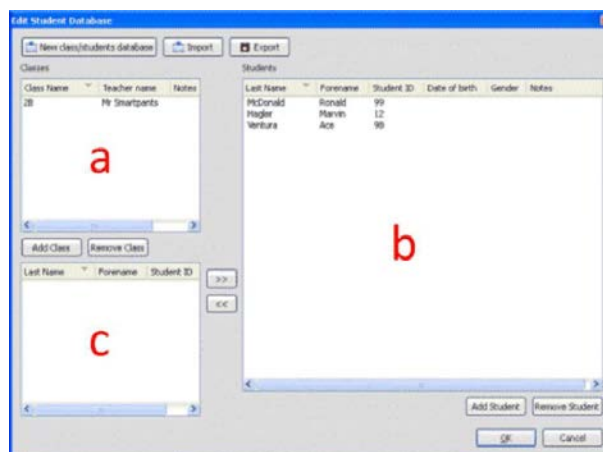 Edit Student Database
New class/students database Import Export
Classes
Students
Class Name Teacher name Notes
2B Mr Smartpants
a
Add Class Remove Class
Last Name Forename Student ID
c
>>
<<
Last Name Forename Student ID Date of birth Gender Notes
McDonald Ronald 99
Hagler Marvin 12
Ventura Ace 98
b
Add Student Remove Student
OK Cancel